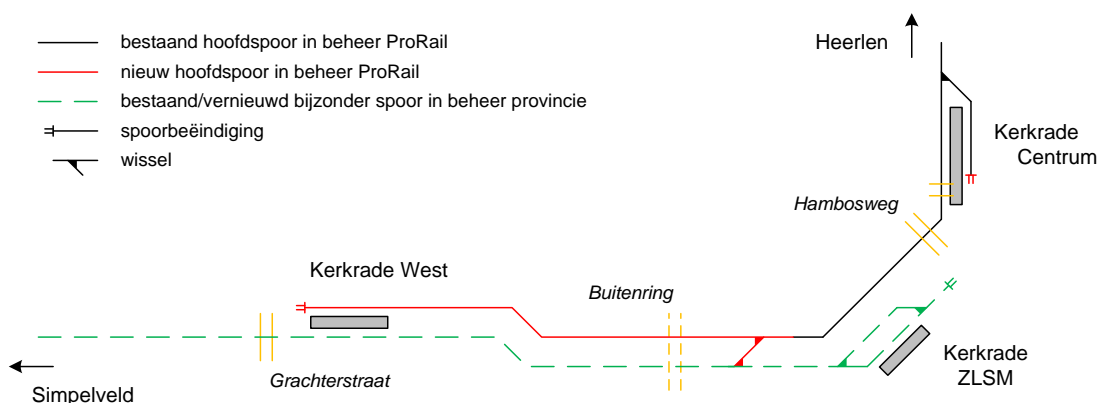 bestaand hoofdspoor in beheer ProRail
nieuw hoofdspoor in beheer ProRail
bestaand/vernieuwd bijzonder spoor in beheer provincie
spoorbeëindiging
wissel
Heerlen
Kerkrade
Centrum
Hambosweg
Kerkrade West
Buitenring
Grachterstraat
Simpelveld
Kerkrade
ZLSM